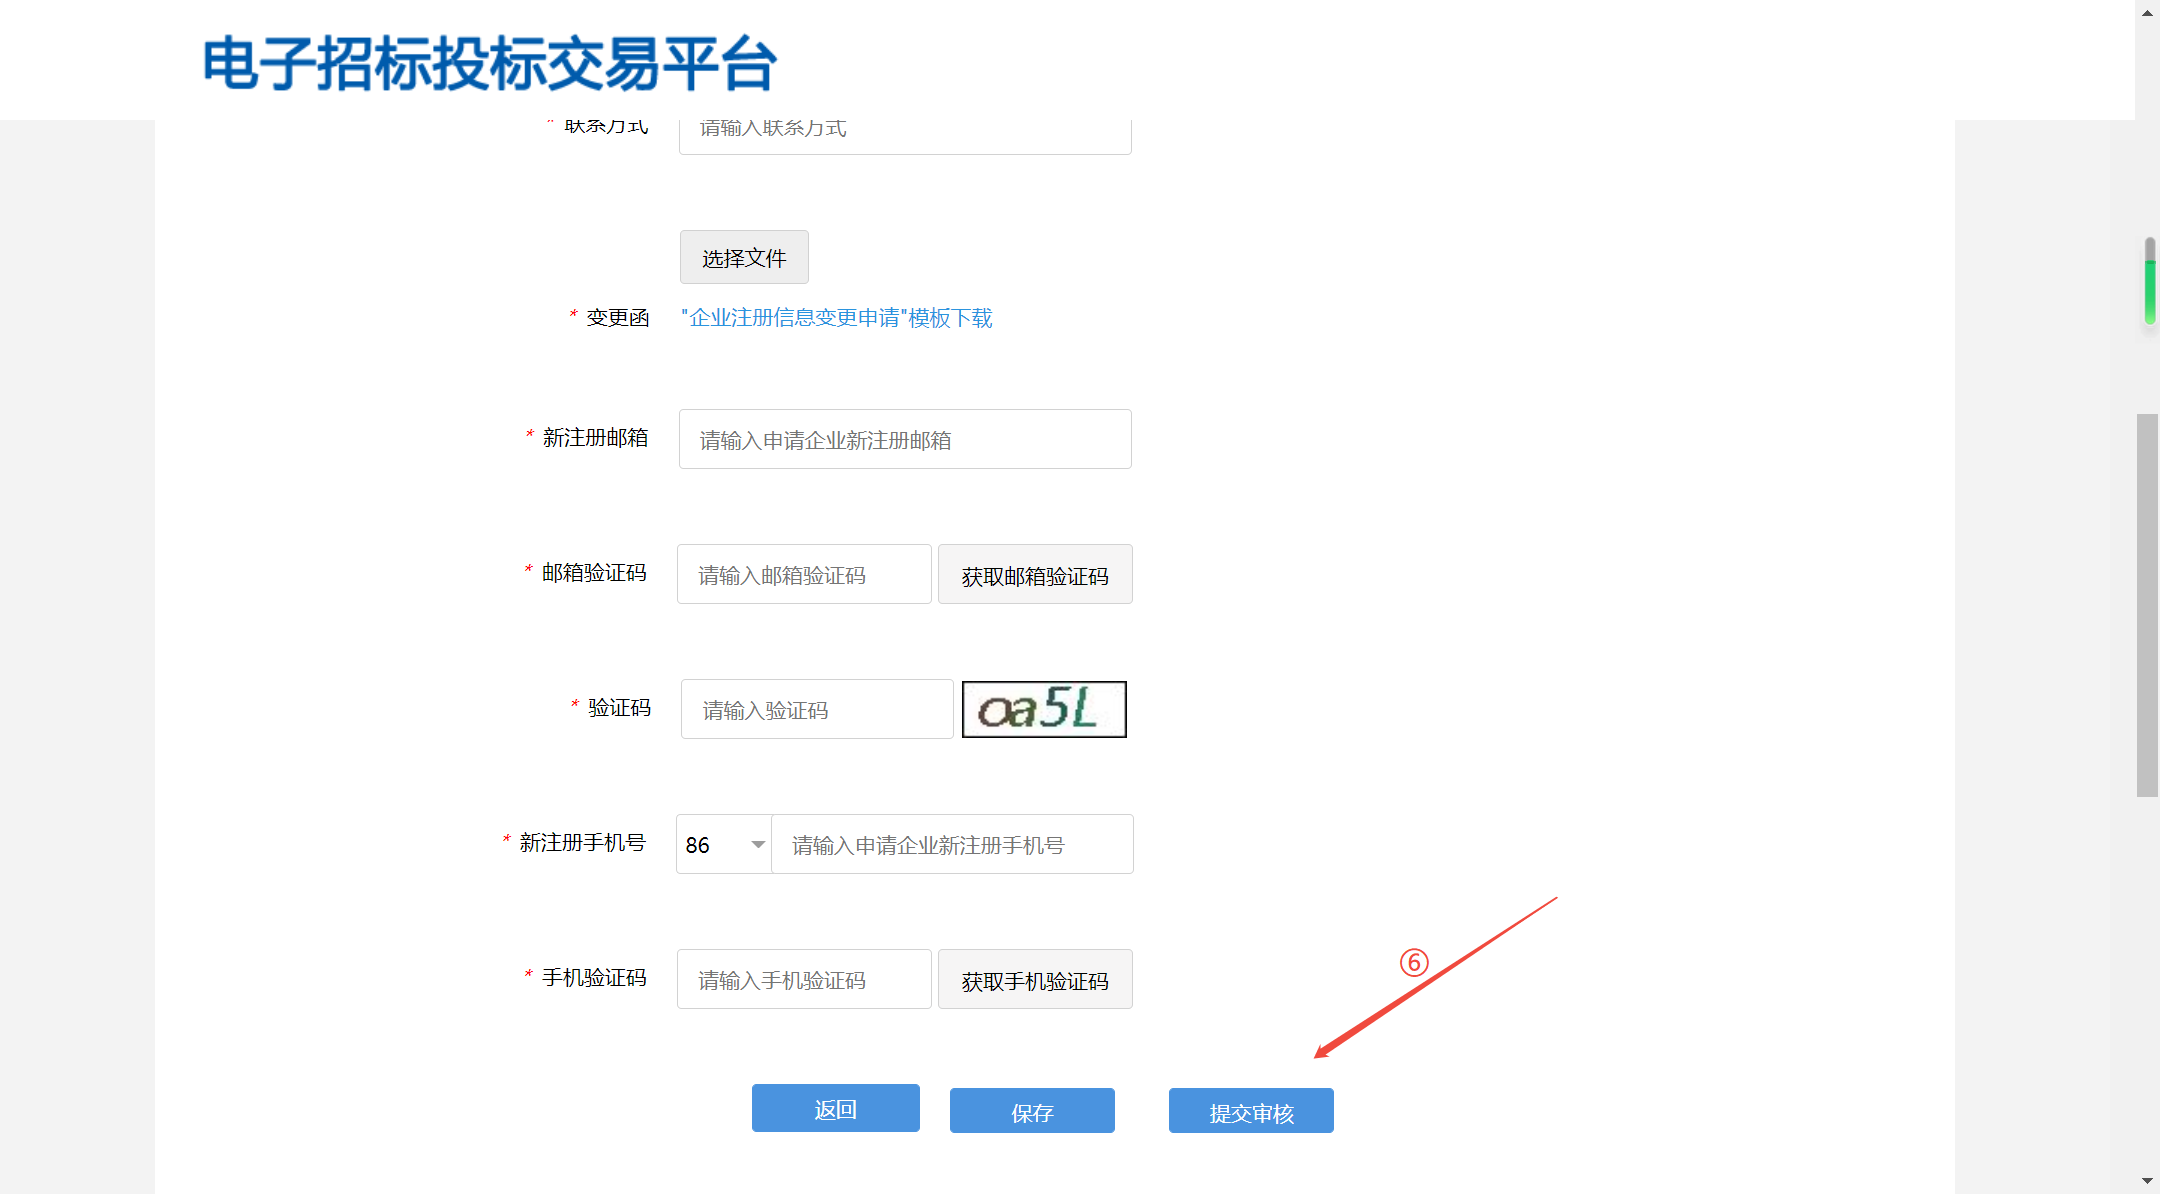 电子招标投标交易平台
* 联系方式 请输入联系方式
选择文件
* 变更函 "企业注册信息变更申请"模板下载
* 新注册邮箱 请输入申请企业新注册邮箱
* 邮箱验证码 请输入邮箱验证码 获取邮箱验证码
* 验证码 请输入验证码 oa5L
* 新注册手机号 86 请输入申请企业新注册手机号
⑥
* 手机验证码 请输入手机验证码 获取手机验证码
返回 保存 提交审核